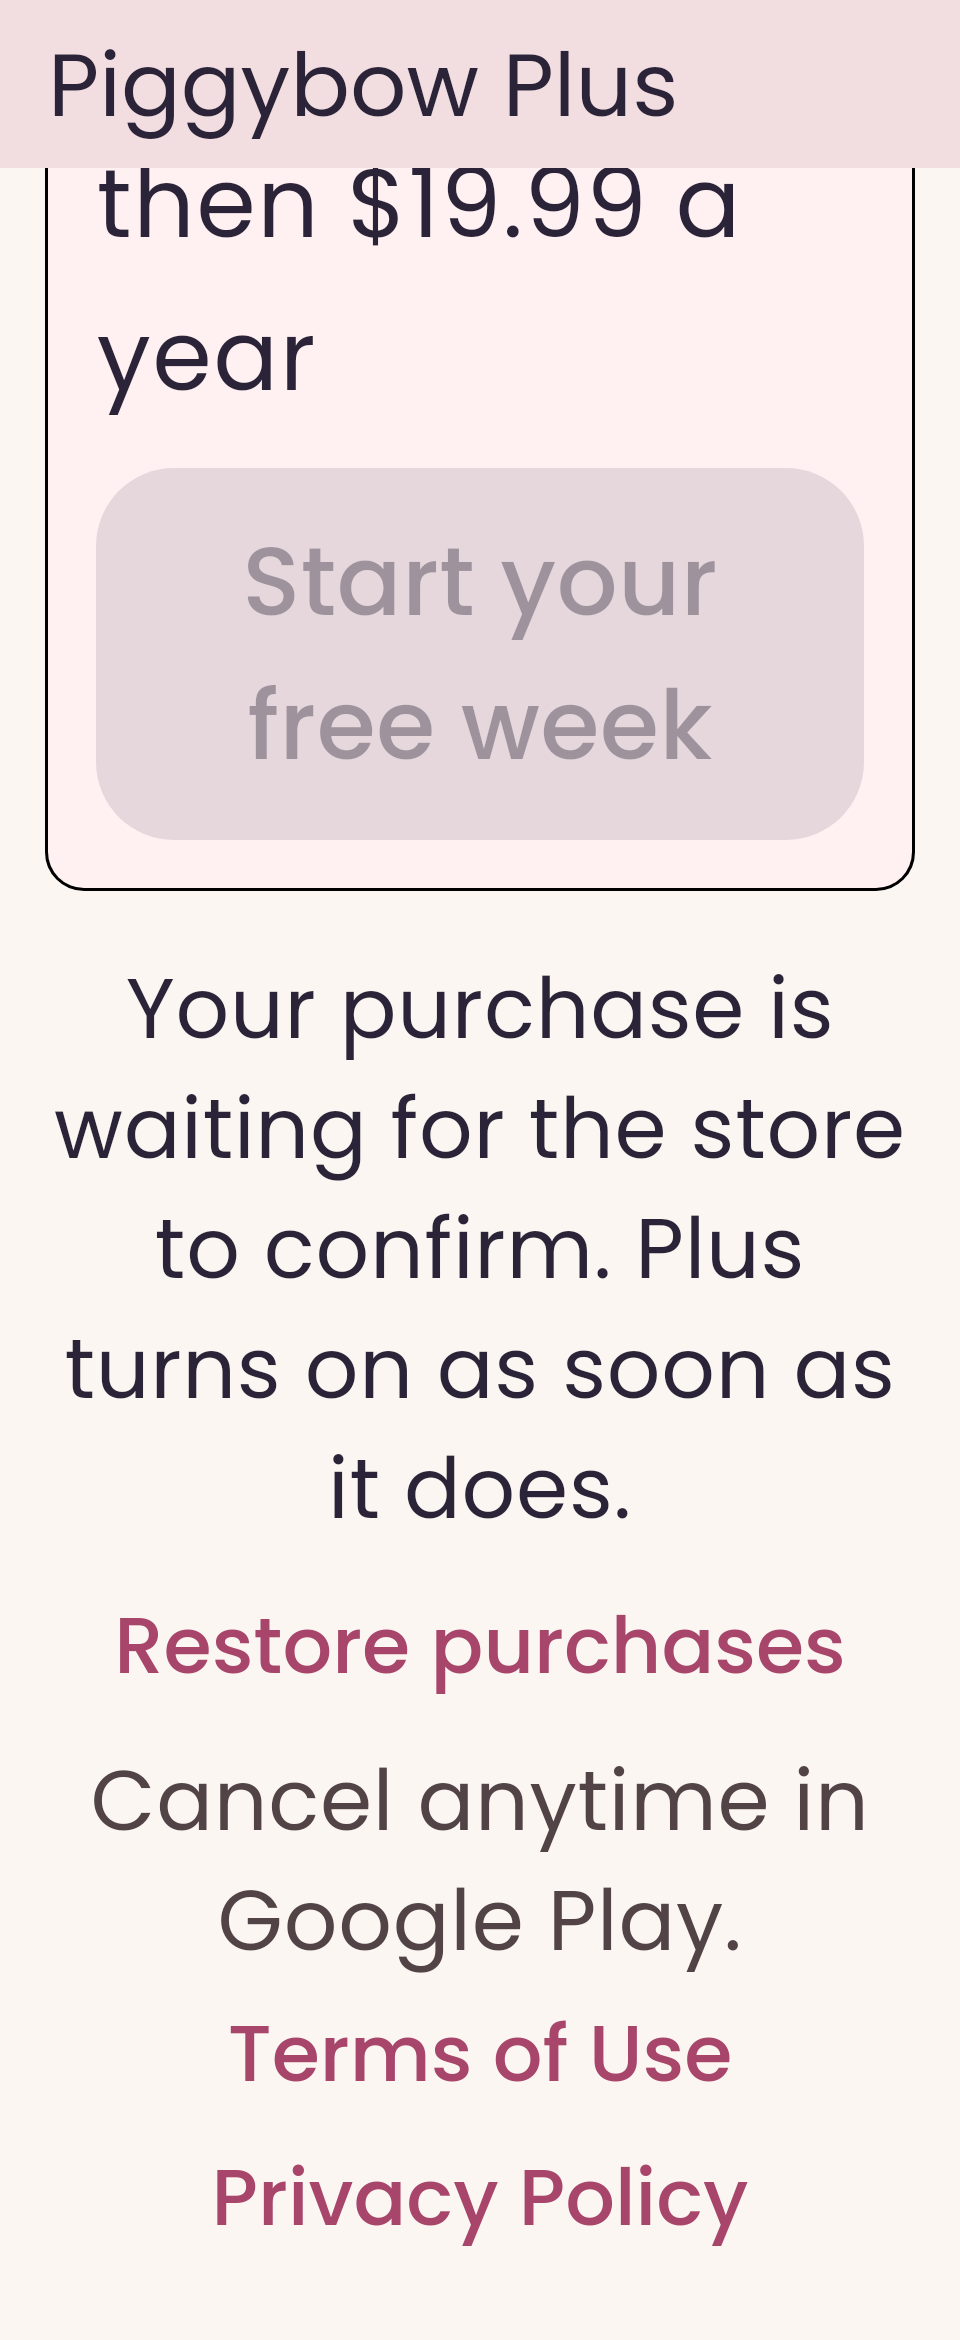 Piggybow Plus
then $19.99 a
year
Start your
free week
Your purchase is
waiting for the store
to confirm. Plus
turns on as soon as
it does.
Restore purchases
Cancel anytime in
Google Play.
Terms of Use
Privacy Policy